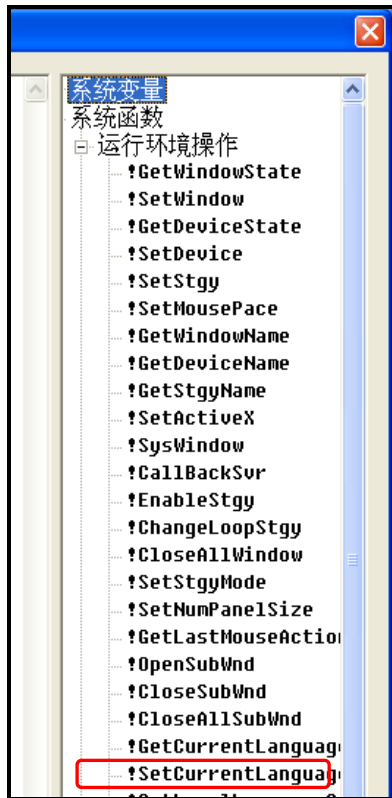 系统变量
系统函数
运行环境操作
!GetWindowState
!SetWindow
!GetDeviceState
!SetDevice
!SetStgy
!SetMousePace
!GetWindowName
!GetDeviceName
!GetStgyName
!SetActiveX
!SysWindow
!CallBackSvr
!EnableStgy
!ChangeLoopStgy
!CloseAllWindow
!SetStgyMode
!SetNumPanelSize
!GetLastMouseActio
!OpenSubWnd
!CloseSubWnd
!CloseAllSubWnd
!GetCurrentLanguag
!SetCurrentLanguag